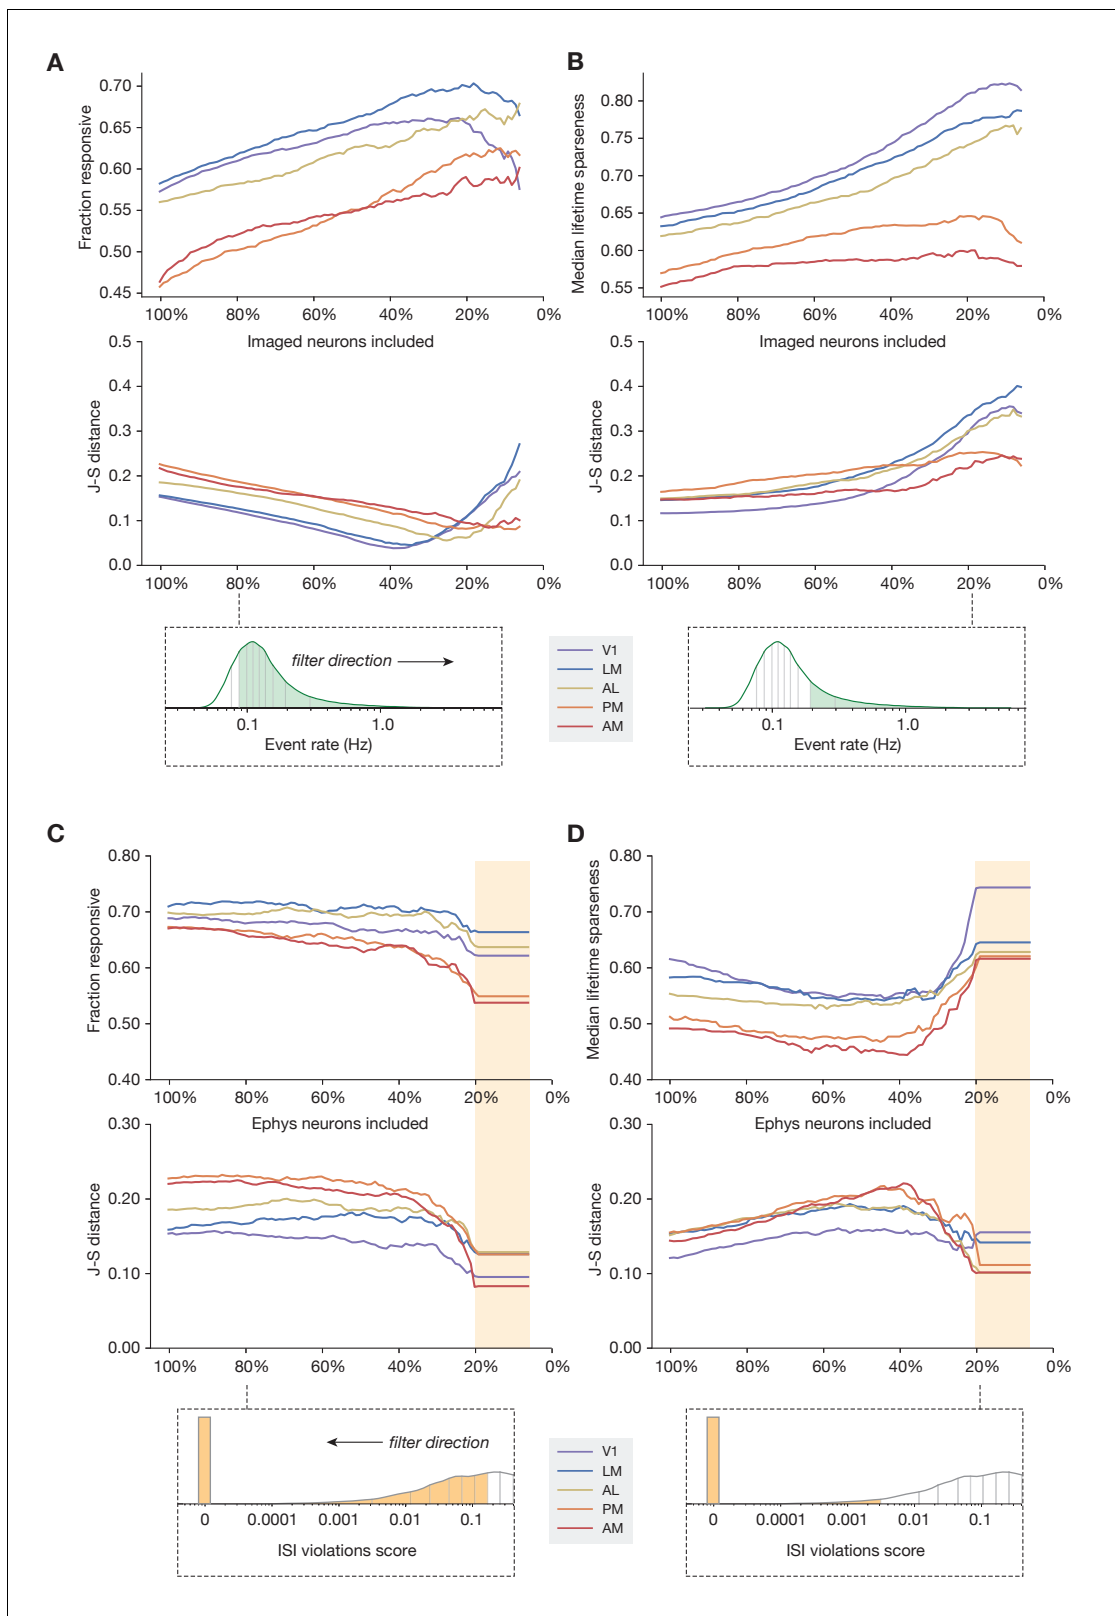 A
Fraction responsive
0.70
0.65
0.60
0.55
0.50
0.45
100% 80% 60% 40% 20% 0%
Imaged neurons included
B
Median lifetime sparseness
0.80
0.75
0.70
0.65
0.60
0.55
100% 80% 60% 40% 20% 0%
Imaged neurons included
J-S distance
0.5
0.4
0.3
0.2
0.1
0.0
100% 80% 60% 40% 20% 0%
J-S distance
0.5
0.4
0.3
0.2
0.1
0.0
100% 80% 60% 40% 20% 0%
filter direction
0.1 1.0
Event rate (Hz)
V1
LM
AL
PM
AM
0.1 1.0
Event rate (Hz)
C
Fraction responsive
0.80
0.70
0.60
0.50
0.40
100% 80% 60% 40% 20% 0%
Ephys neurons included
D
Median lifetime sparseness
0.80
0.70
0.60
0.50
0.40
100% 80% 60% 40% 20% 0%
Ephys neurons included
J-S distance
0.30
0.20
0.10
0.00
100% 80% 60% 40% 20% 0%
J-S distance
0.30
0.20
0.10
0.00
100% 80% 60% 40% 20% 0%
filter direction
0 0.0001 0.001 0.01 0.1
ISI violations score
V1
LM
AL
PM
AM
0 0.0001 0.001 0.01 0.1
ISI violations score